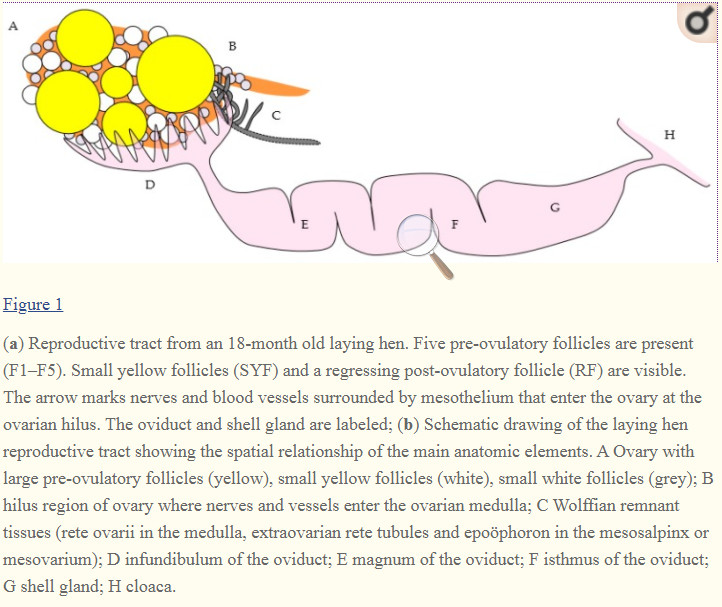 A
B
C
H
D
E
F
G
Figure 1
(a) Reproductive tract from an 18-month old laying hen. Five pre-ovulatory follicles are present
(F1–F5). Small yellow follicles (SYF) and a regressing post-ovulatory follicle (RF) are visible.
The arrow marks nerves and blood vessels surrounded by mesothelium that enter the ovary at the
ovarian hilus. The oviduct and shell gland are labeled; (b) Schematic drawing of the laying hen
reproductive tract showing the spatial relationship of the main anatomic elements. A Ovary with
large pre-ovulatory follicles (yellow), small yellow follicles (white), small white follicles (grey); B
hilus region of ovary where nerves and vessels enter the ovarian medulla; C Wolffian remnant
tissues (rete ovarii in the medulla, extraovarian rete tubules and epoöphoron in the mesosalpinx or
mesovarium); D infundibulum of the oviduct; E magnum of the oviduct; F isthmus of the oviduct;
G shell gland; H cloaca.